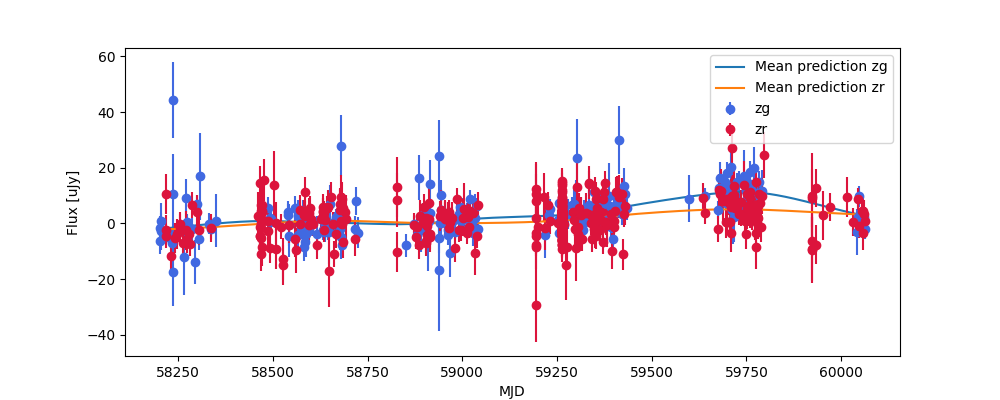 60
40
20
0
−20
−40
Flux [uJy]
58250
58500
58750
59000
59250
59500
59750
60000
MJD
Mean prediction zg
Mean prediction zr
zg
zr